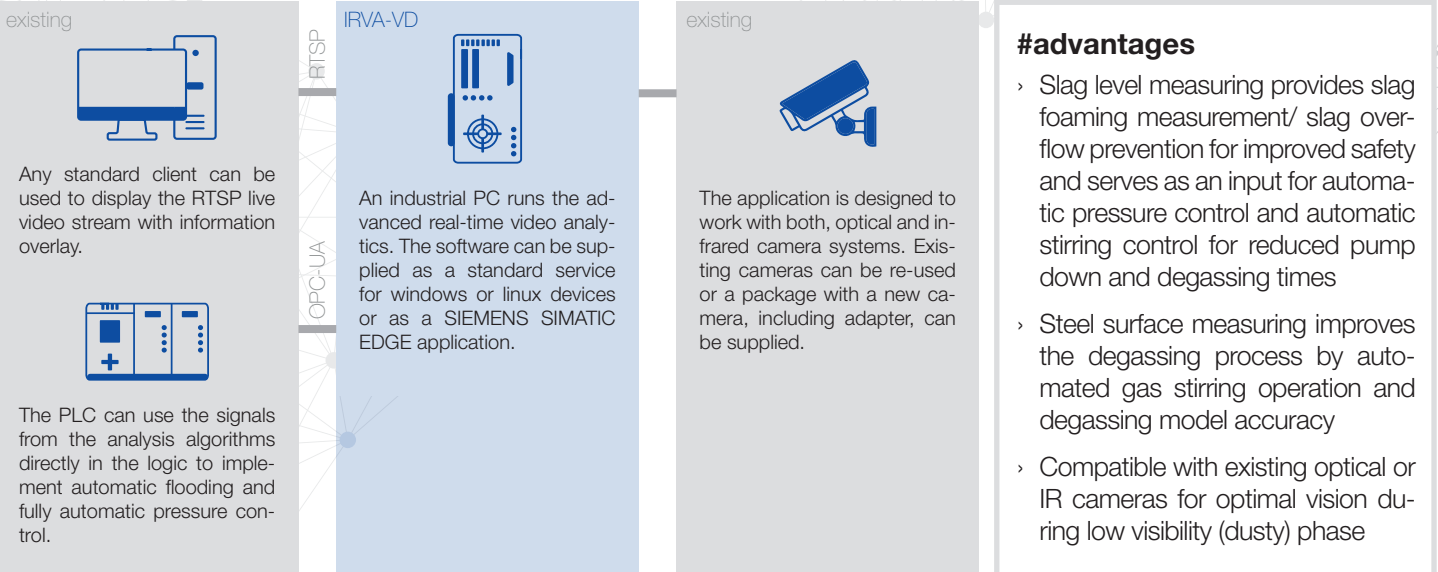 existing
Any standard client can be
used to display the RTSP live
video stream with information
overlay.
The PLC can use the signals
from the analysis algorithms
directly in the logic to imple-
ment automatic flooding and
fully automatic pressure con-
trol.
RTSP
OPC-UA
IRVA-VD
An industrial PC runs the ad-
vanced real-time video analy-
tics. The software can be sup-
plied as a standard service
for windows or linux devices
or as a SIEMENS SIMATIC
EDGE application.
existing
The application is designed to
work with both, optical and in-
frared camera systems. Exis-
ting cameras can be re-used
or a package with a new ca-
mera, including adapter, can
be supplied.
#advantages
› Slag level measuring provides slag
foaming measurement/ slag over-
flow prevention for improved safety
and serves as an input for automa-
tic pressure control and automatic
stirring control for reduced pump
down and degassing times
› Steel surface measuring improves
the degassing process by auto-
mated gas stirring operation and
degassing model accuracy
› Compatible with existing optical or
IR cameras for optimal vision du-
ring low visibility (dusty) phase